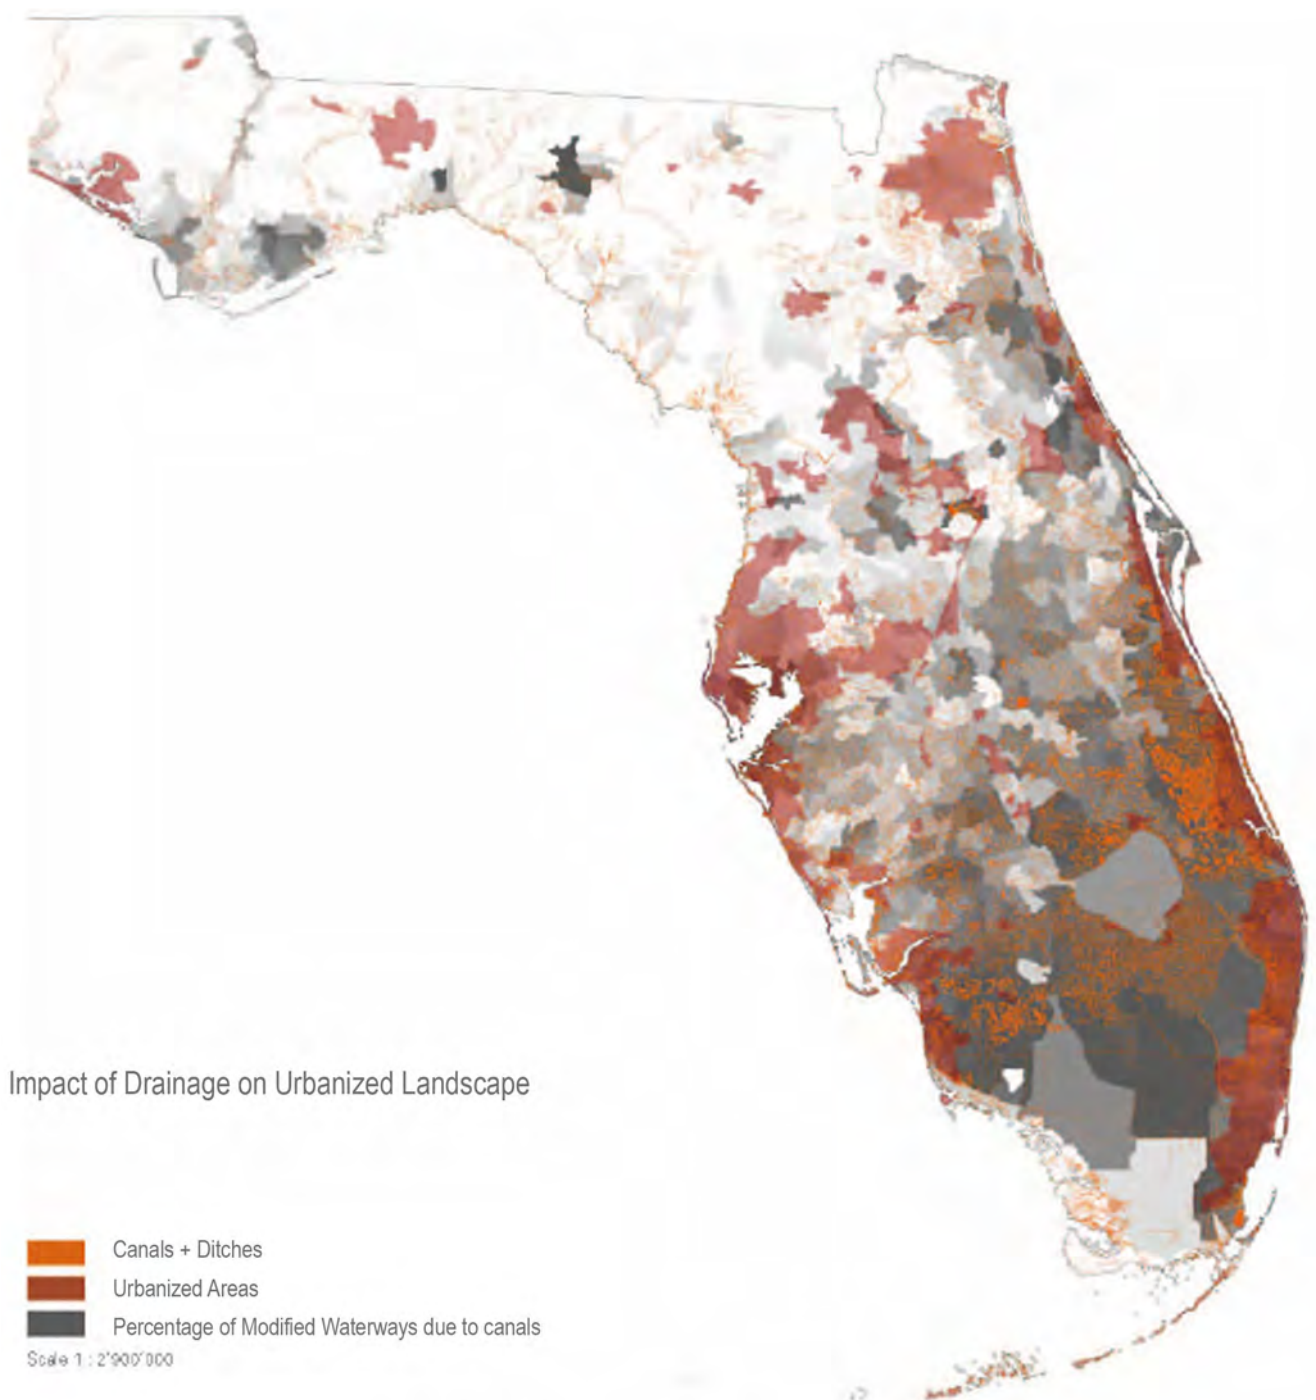 Impact of Drainage on Urbanized Landscape
Canals + Ditches
Urbanized Areas
Percentage of Modified Waterways due to canals
Scale 1 : 2'900'000